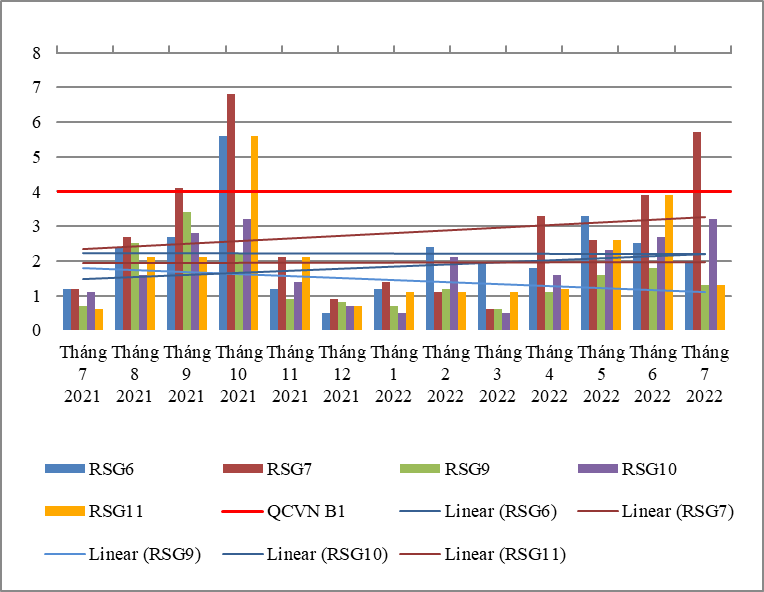 8
7
6
5
4
3
2
1
0
Tháng Tháng Tháng Tháng Tháng Tháng Tháng Tháng Tháng Tháng Tháng Tháng Tháng
7 8 9 10 11 12 1 2 3 4 5 6 7
2021 2021 2021 2021 2021 2021 2022 2022 2022 2022 2022 2022 2022
RSG6 RSG7 RSG9 RSG10
RSG11 QCVN B1 Linear (RSG6) Linear (RSG7)
Linear (RSG9) Linear (RSG10) Linear (RSG11)